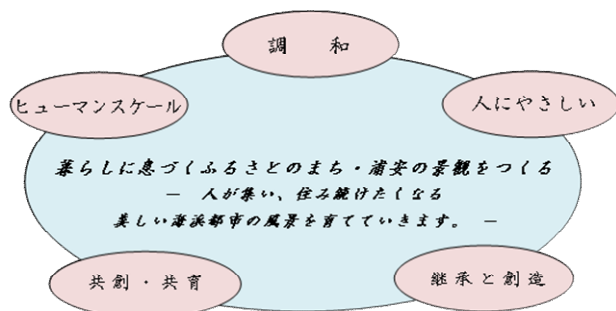 調　和
ヒューマンスケール
人にやさしい
暮らしに息づくふるさとのまち・浦安の景観をつくる
－ 人が集い、住み続けたくなる
美しい海浜都市の風景を育てていきます。 －
共創・共育
継承と創造